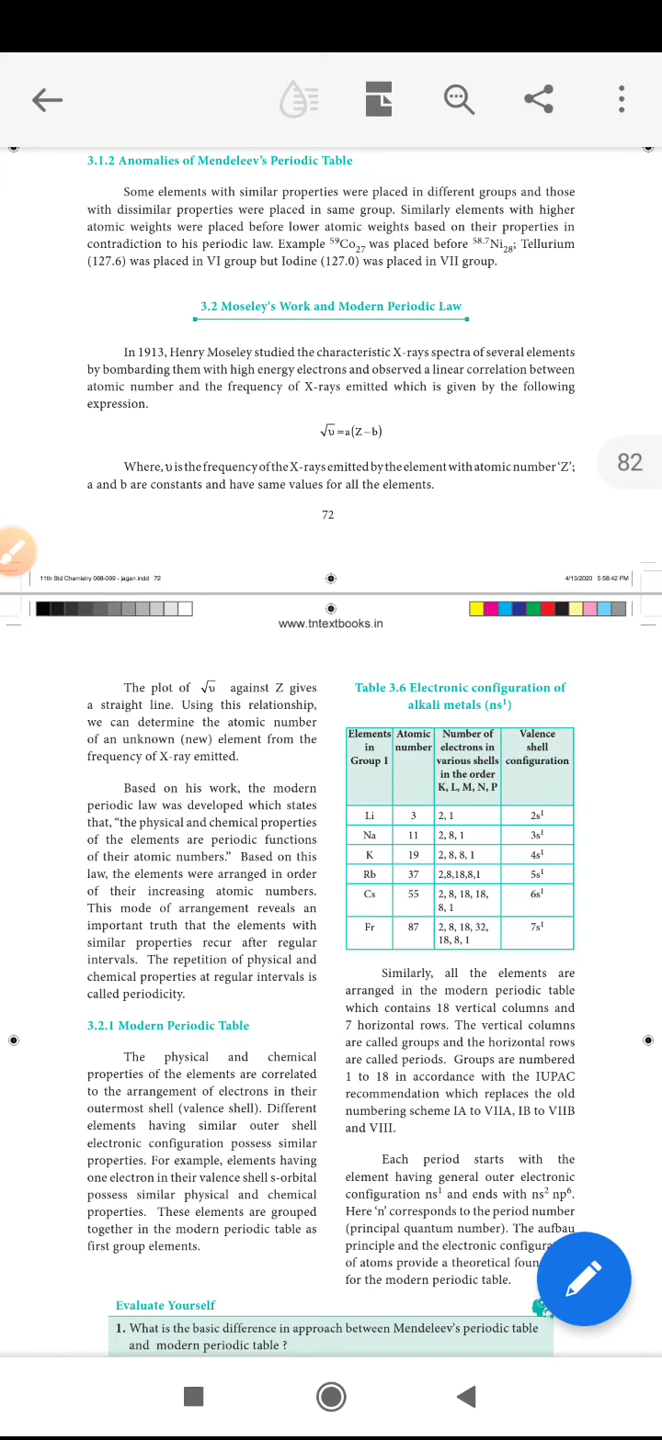 3.1.2 Anomalies of Mendeleev's Periodic Table
Some elements with similar properties were placed in different groups and those
with dissimilar properties were placed in same group. Similarly elements with higher
atomic weights were placed before lower atomic weights based on their properties in
contradiction to his periodic law. Example ⁵⁹Co₂₇ was placed before ⁵⁸·⁷Ni₂₈; Tellurium
(127.6) was placed in VI group but Iodine (127.0) was placed in VII group.
3.2 Moseley's Work and Modern Periodic Law
In 1913, Henry Moseley studied the characteristic X-rays spectra of several elements
by bombarding them with high energy electrons and observed a linear correlation between
atomic number and the frequency of X-rays emitted which is given by the following
expression.
√υ=a(Z−b)
Where, υ is the frequency of the X-rays emitted by the element with atomic number 'Z';
a and b are constants and have same values for all the elements.
82
72
11th Std Chemistry 068-099 - jagan.indd 72
4/13/2020 5:58:42 PM
www.tntextbooks.in
The plot of √υ against Z gives
a straight line. Using this relationship,
we can determine the atomic number
of an unknown (new) element from the
frequency of X-ray emitted.
Based on his work, the modern
periodic law was developed which states
that, "the physical and chemical properties
of the elements are periodic functions
of their atomic numbers." Based on this
law, the elements were arranged in order
of their increasing atomic numbers.
This mode of arrangement reveals an
important truth that the elements with
similar properties recur after regular
intervals. The repetition of physical and
chemical properties at regular intervals is
called periodicity.
3.2.1 Modern Periodic Table
The physical and chemical
properties of the elements are correlated
to the arrangement of electrons in their
outermost shell (valence shell). Different
elements having similar outer shell
electronic configuration possess similar
properties. For example, elements having
one electron in their valence shell s-orbital
possess similar physical and chemical
properties. These elements are grouped
together in the modern periodic table as
first group elements.
Table 3.6 Electronic configuration of
alkali metals (ns¹)
Elements Atomic Number of Valence
in number electrons in shell
Group 1 various shells configuration
in the order
K, L, M, N, P
Li 3 2, 1 2s¹
Na 11 2, 8, 1 3s¹
K 19 2, 8, 8, 1 4s¹
Rb 37 2,8,18,8,1 5s¹
Cs 55 2, 8, 18, 18, 6s¹
8, 1
Fr 87 2, 8, 18, 32, 7s¹
18, 8, 1
Similarly, all the elements are
arranged in the modern periodic table
which contains 18 vertical columns and
7 horizontal rows. The vertical columns
are called groups and the horizontal rows
are called periods. Groups are numbered
1 to 18 in accordance with the IUPAC
recommendation which replaces the old
numbering scheme IA to VIIA, IB to VIIB
and VIII.
Each period starts with the
element having general outer electronic
configuration ns¹ and ends with ns² np⁶.
Here 'n' corresponds to the period number
(principal quantum number). The aufbau
principle and the electronic
of atoms provide a theoretical
for the modern periodic table.
Evaluate Yourself
1. What is the basic difference in approach between Mendeleev's periodic table
and modern periodic table ?